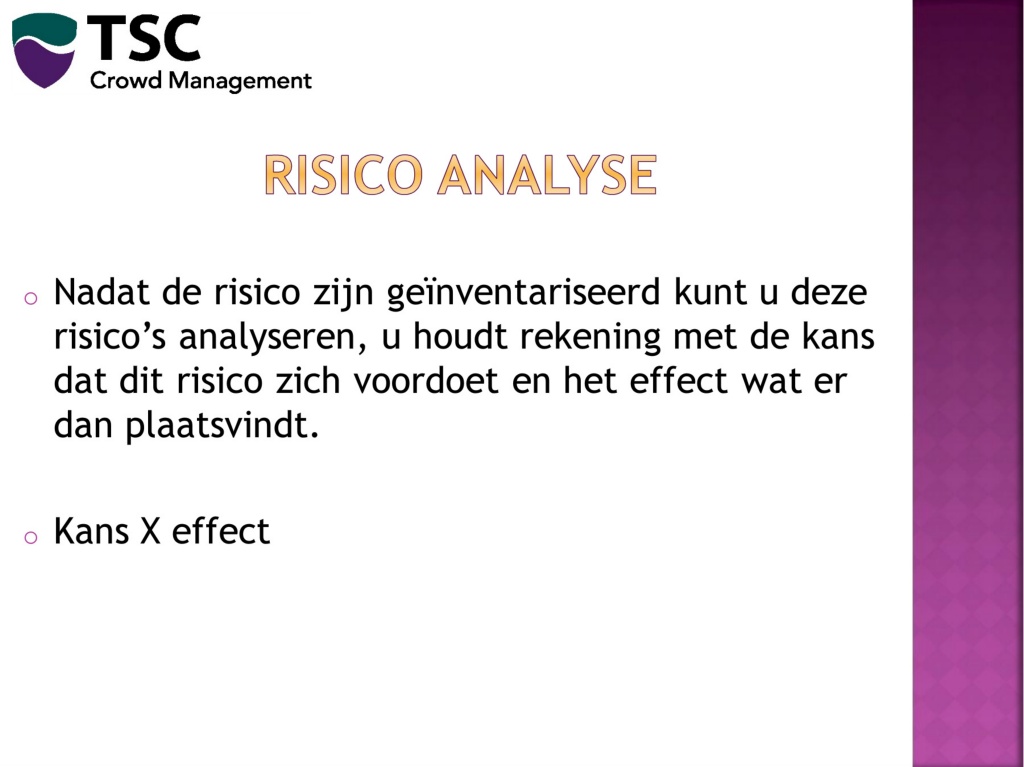 TSC
Crowd Management
RISICO ANALYSE
o Nadat de risico zijn geïnventariseerd kunt u deze
risico’s analyseren, u houdt rekening met de kans
dat dit risico zich voordoet en het effect wat er
dan plaatsvindt.
o Kans X effect